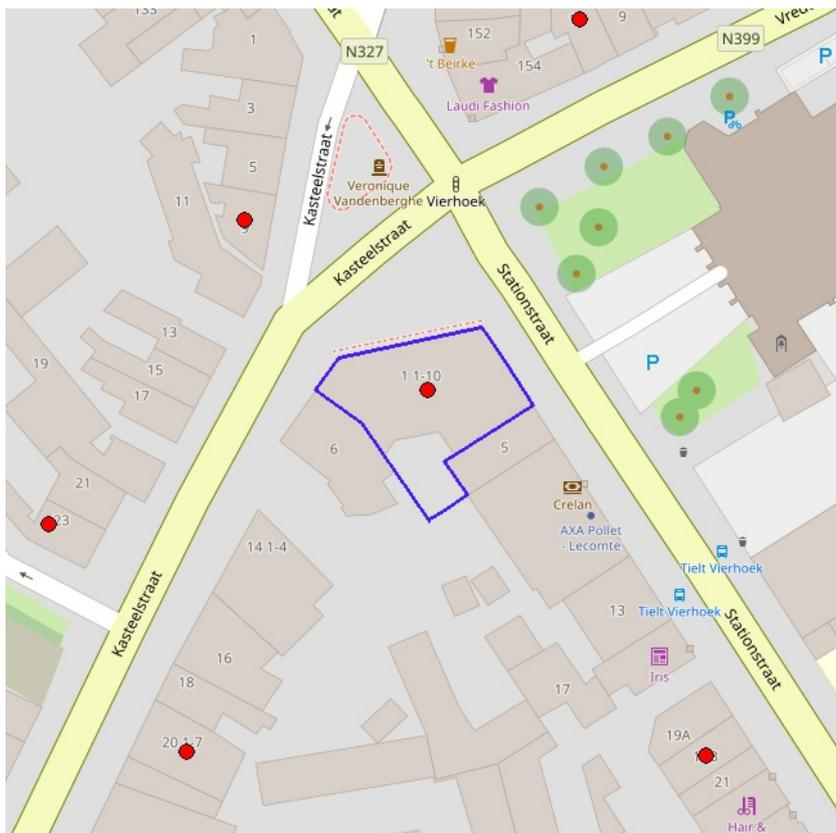 133
1
N327
152
9
N399
Vred
P
't Beirke
154
Laudi Fashion
3
Kasteelstraat
5
Veronique
Vandenberghe
Vierhoek
11
Kasteelstraat
Stationstraat
13
15
17
19
P
1 1-10
6
5
21
23
Crelan
AXA Pollet
- Lecomte
14 1-4
Tielt Vierhoek
Tielt Vierhoek
Kasteelstraat
13
Stationstraat
16
Iris
18
17
20 1-7
19A
21
Hair &